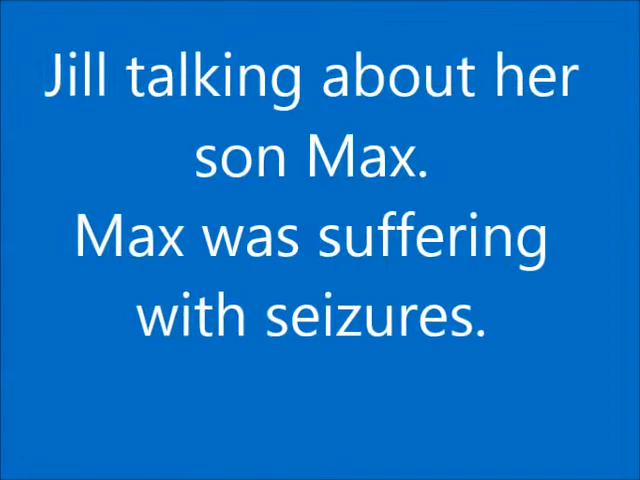 Jill talking about her
son Max.
Max was suffering
with seizures.